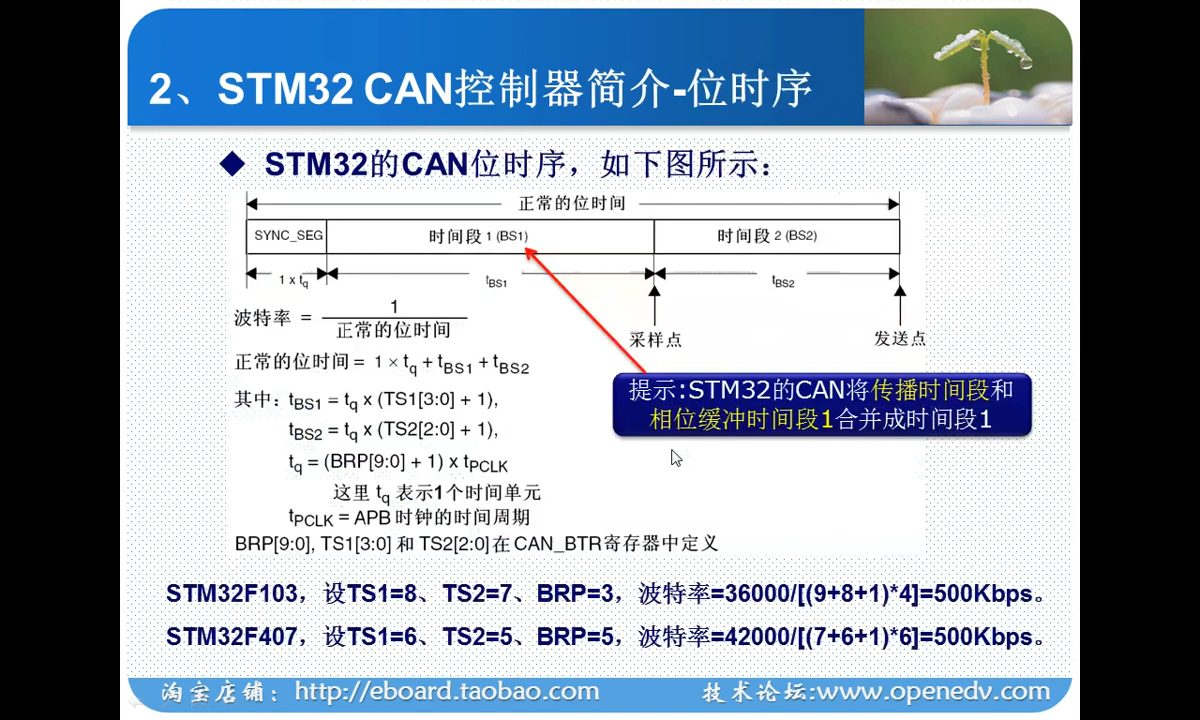 2、STM32 CAN控制器简介-位时序
◆ STM32的CAN位时序，如下图所示：
正常的位时间
SYNC_SEG 时间段 1 (BS1) 时间段 2 (BS2)
1 x tq tBS1 tBS2
采样点 发送点
波特率 = 1
正常的位时间
正常的位时间 = 1 × tq + tBS1 + tBS2
其中: tBS1 = tq x (TS1[3:0] + 1),
tBS2 = tq x (TS2[2:0] + 1),
tq = (BRP[9:0] + 1) x tPCLK
这里 tq 表示1个时间单元
tPCLK = APB 时钟的时间周期
BRP[9:0], TS1[3:0] 和 TS2[2:0] 在 CAN_BTR寄存器中定义
提示:STM32的CAN将传播时间段和
相位缓冲时间段1合并成时间段1
STM32F103，设TS1=8、TS2=7、BRP=3，波特率=36000/[(9+8+1)*4]=500Kbps。
STM32F407，设TS1=6、TS2=5、BRP=5，波特率=42000/[(7+6+1)*6]=500Kbps。
淘宝店铺：http://eboard.taobao.com 技术论坛:www.openedv.com